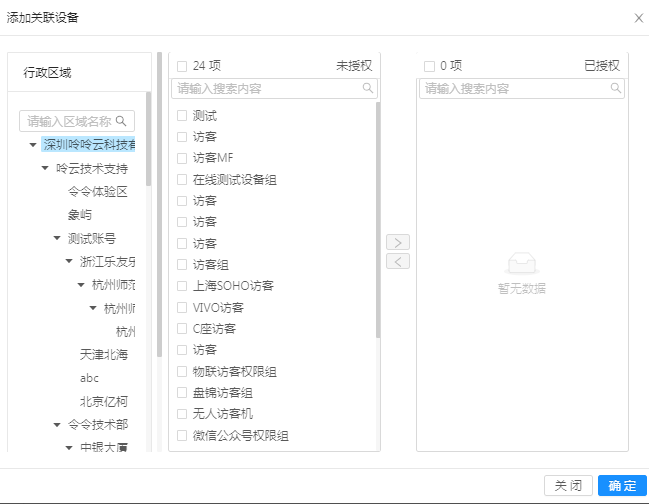 添加关联设备
行政区域
请输入区域名称
深圳呤呤云科技有
呤云技术支持
令令体验区
象屿
测试账号
浙江乐友乐
杭州师范
杭州师
杭州
天津北海
abc
北京亿柯
令令技术部
中银大厦
24 项 未授权
请输入搜索内容
测试
访客
访客MF
在线测试设备组
访客
访客
访客
访客组
上海SOHO访客
VIVO访客
C座访客
访客
物联访客权限组
盘锦访客组
无人访客机
微信公众号权限组
0 项 已授权
请输入搜索内容
暂无数据
关 闭 确 定